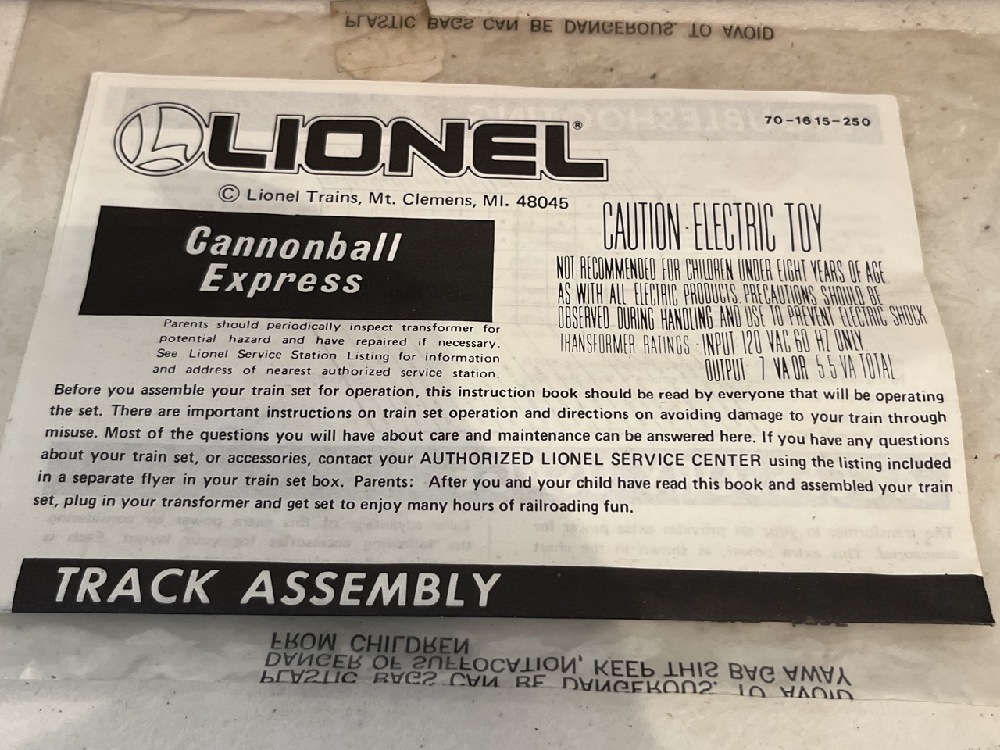 PLASTIC BAGS CAN BE DANGEROUS. TO AVOID
LIONEL®
70-1615-250
© Lionel Trains, Mt. Clemens, MI. 48045
Cannonball
Express
CAUTION-ELECTRIC TOY
NOT RECOMMENDED FOR CHILDREN UNDER EIGHT YEARS OF AGE
AS WITH ALL ELECTRIC PRODUCTS, PRECAUTIONS SHOULD BE
OBSERVED DURING HANDLING AND USE TO PREVENT ELECTRIC SHOCK
TRANSFORMER RATINGS - INPUT 120 VAC 60 HZ ONLY
OUTPUT 7 VA OR 5.5 VA TOTAL
Parents should periodically inspect transformer for
potential hazard and have repaired if necessary.
See Lionel Service Station Listing for information
and address of nearest authorized service station.
Before you assemble your train set for operation, this instruction book should be read by everyone that will be operating
the set. There are important instructions on train set operation and directions on avoiding damage to your train through
misuse. Most of the questions you will have about care and maintenance can be answered here. If you have any questions
about your train set, or accessories, contact your AUTHORIZED LIONEL SERVICE CENTER using the listing included
in a separate flyer in your train set box. Parents: After you and your child have read this book and assembled your train
set, plug in your transformer and get set to enjoy many hours of railroading fun.
TRACK ASSEMBLY
PLASTIC BAGS CAN BE DANGEROUS. TO AVOID
DANGER OF SUFFOCATION, KEEP THIS BAG AWAY
FROM CHILDREN